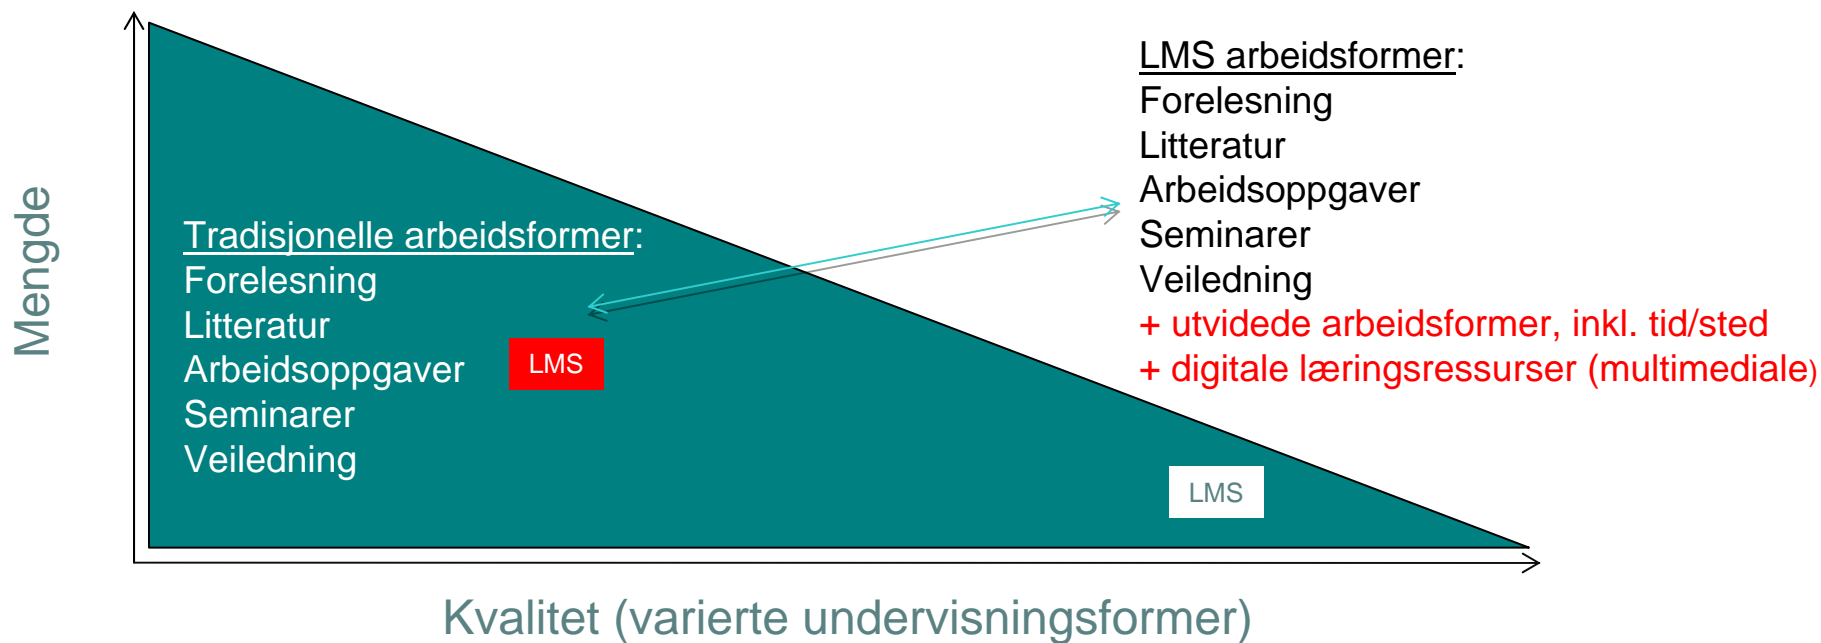 Mengde
Tradisjonelle arbeidsformer:
Forelesning
Litteratur
Arbeidsoppgaver
Seminarer
Veiledning
LMS
LMS arbeidsformer:
Forelesning
Litteratur
Arbeidsoppgaver
Seminarer
Veiledning
+ utvidede arbeidsformer, inkl. tid/sted
+ digitale læringsressurser (multimediale)
LMS
Kvalitet (varierte undervisningsformer)